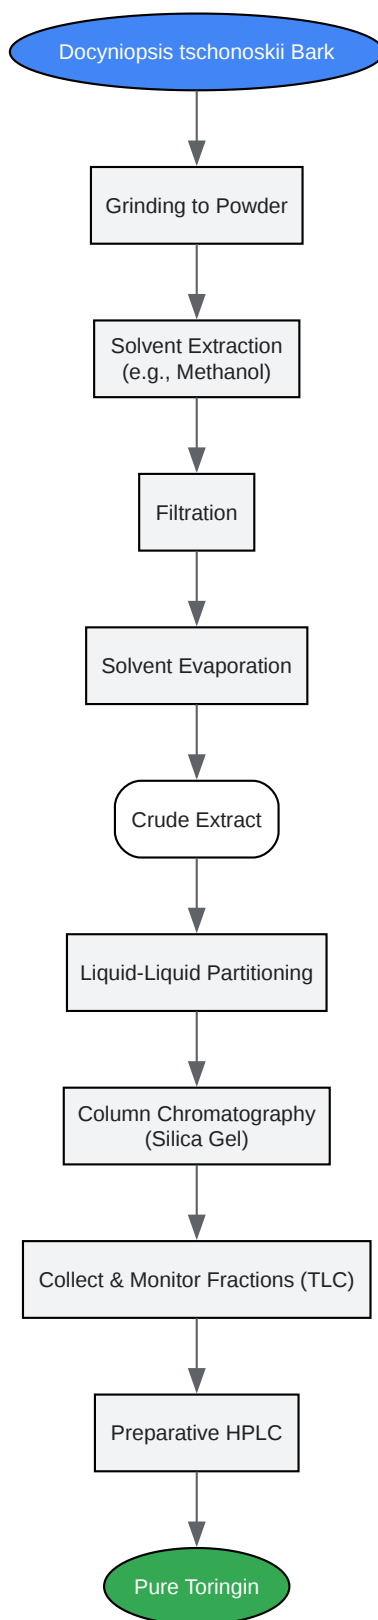 Docyniopsis tschonoskii Bark
Grinding to Powder
Solvent Extraction
(e.g., Methanol)
Filtration
Solvent Evaporation
Crude Extract
Liquid-Liquid Partitioning
Column Chromatography
(Silica Gel)
Collect & Monitor Fractions (TLC)
Preparative HPLC
Pure Toringin